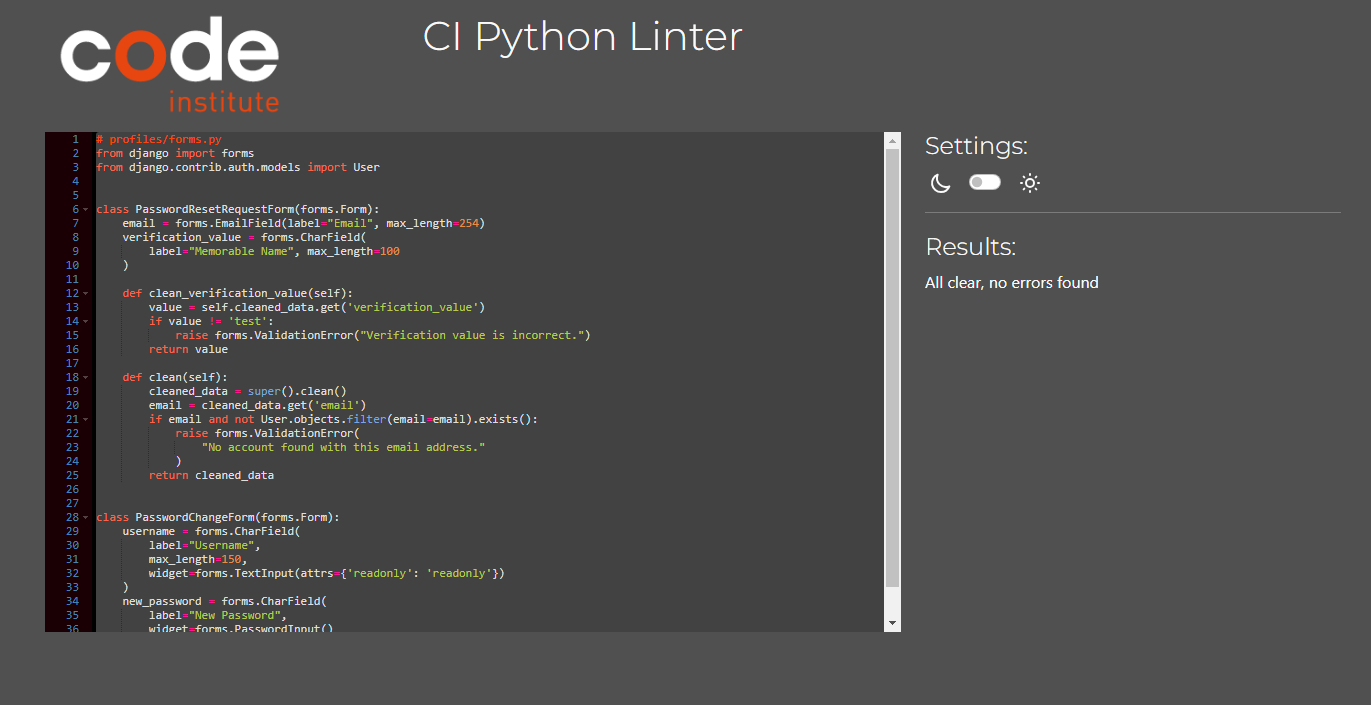 code
institute
CI Python Linter
1 # profiles/forms.py
2 from django import forms
3 from django.contrib.auth.models import User
4
5
6 class PasswordResetRequestForm(forms.Form):
7     email = forms.EmailField(label="Email", max_length=254)
8     verification_value = forms.CharField(
9         label="Memorable Name", max_length=100
10     )
11
12     def clean_verification_value(self):
13         value = self.cleaned_data.get('verification_value')
14         if value != 'test':
15             raise forms.ValidationError("Verification value is incorrect.")
16         return value
17
18     def clean(self):
19         cleaned_data = super().clean()
20         email = cleaned_data.get('email')
21         if email and not User.objects.filter(email=email).exists():
22             raise forms.ValidationError(
23                 "No account found with this email address."
24             )
25         return cleaned_data
26
27
28 class PasswordChangeForm(forms.Form):
29     username = forms.CharField(
30         label="Username",
31         max_length=150,
32         widget=forms.TextInput(attrs={'readonly': 'readonly'})
33     )
34     new_password = forms.CharField(
35         label="New Password",
36         widget=forms.PasswordInput()
Settings:
Results:
All clear, no errors found